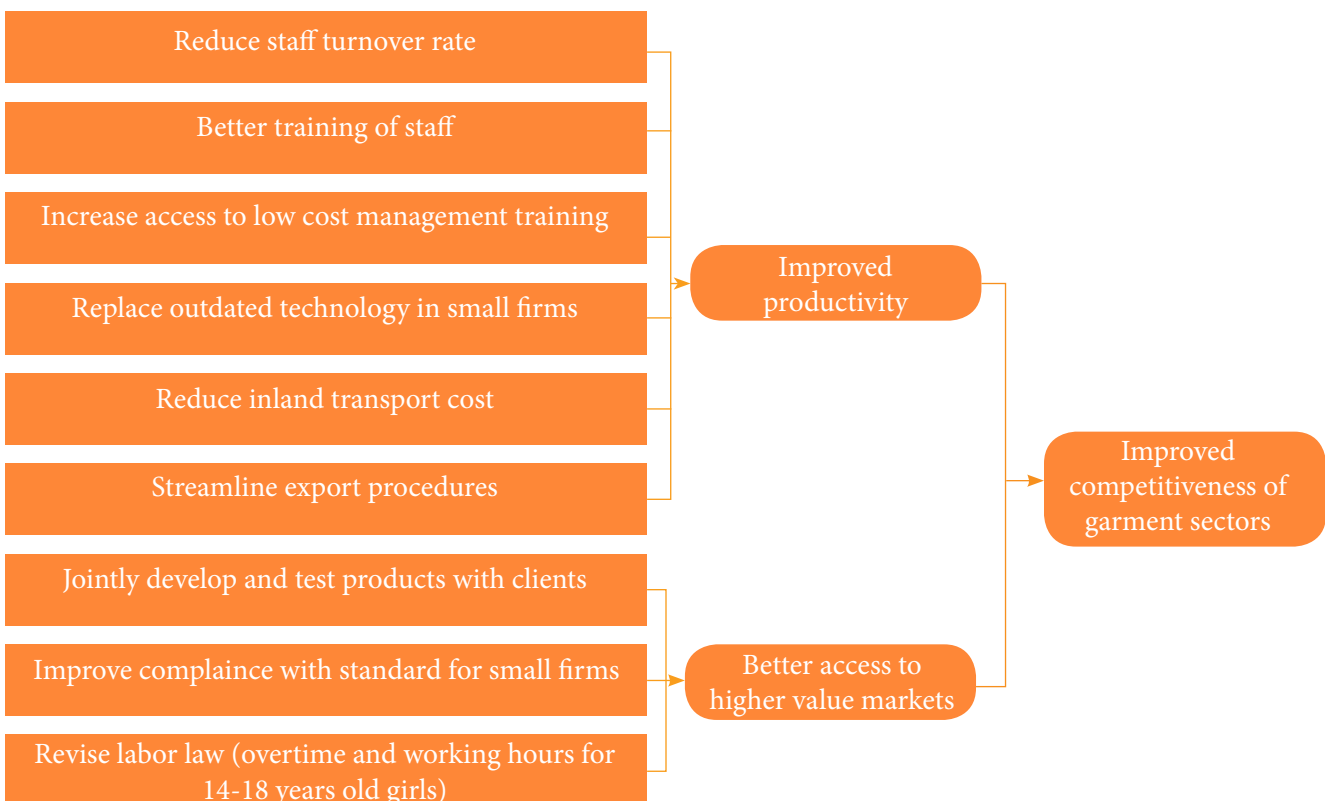 Reduce staff turnover rate
Better training of staff
Increase access to low cost management training
Replace outdated technology in small firms
Reduce inland transport cost
Streamline export procedures
Jointly develop and test products with clients
Improve complaince with standard for small firms
Revise labor law (overtime and working hours for
14-18 years old girls)
Improved
productivity
Better access to
higher value markets
Improved
competitiveness of
garment sectors